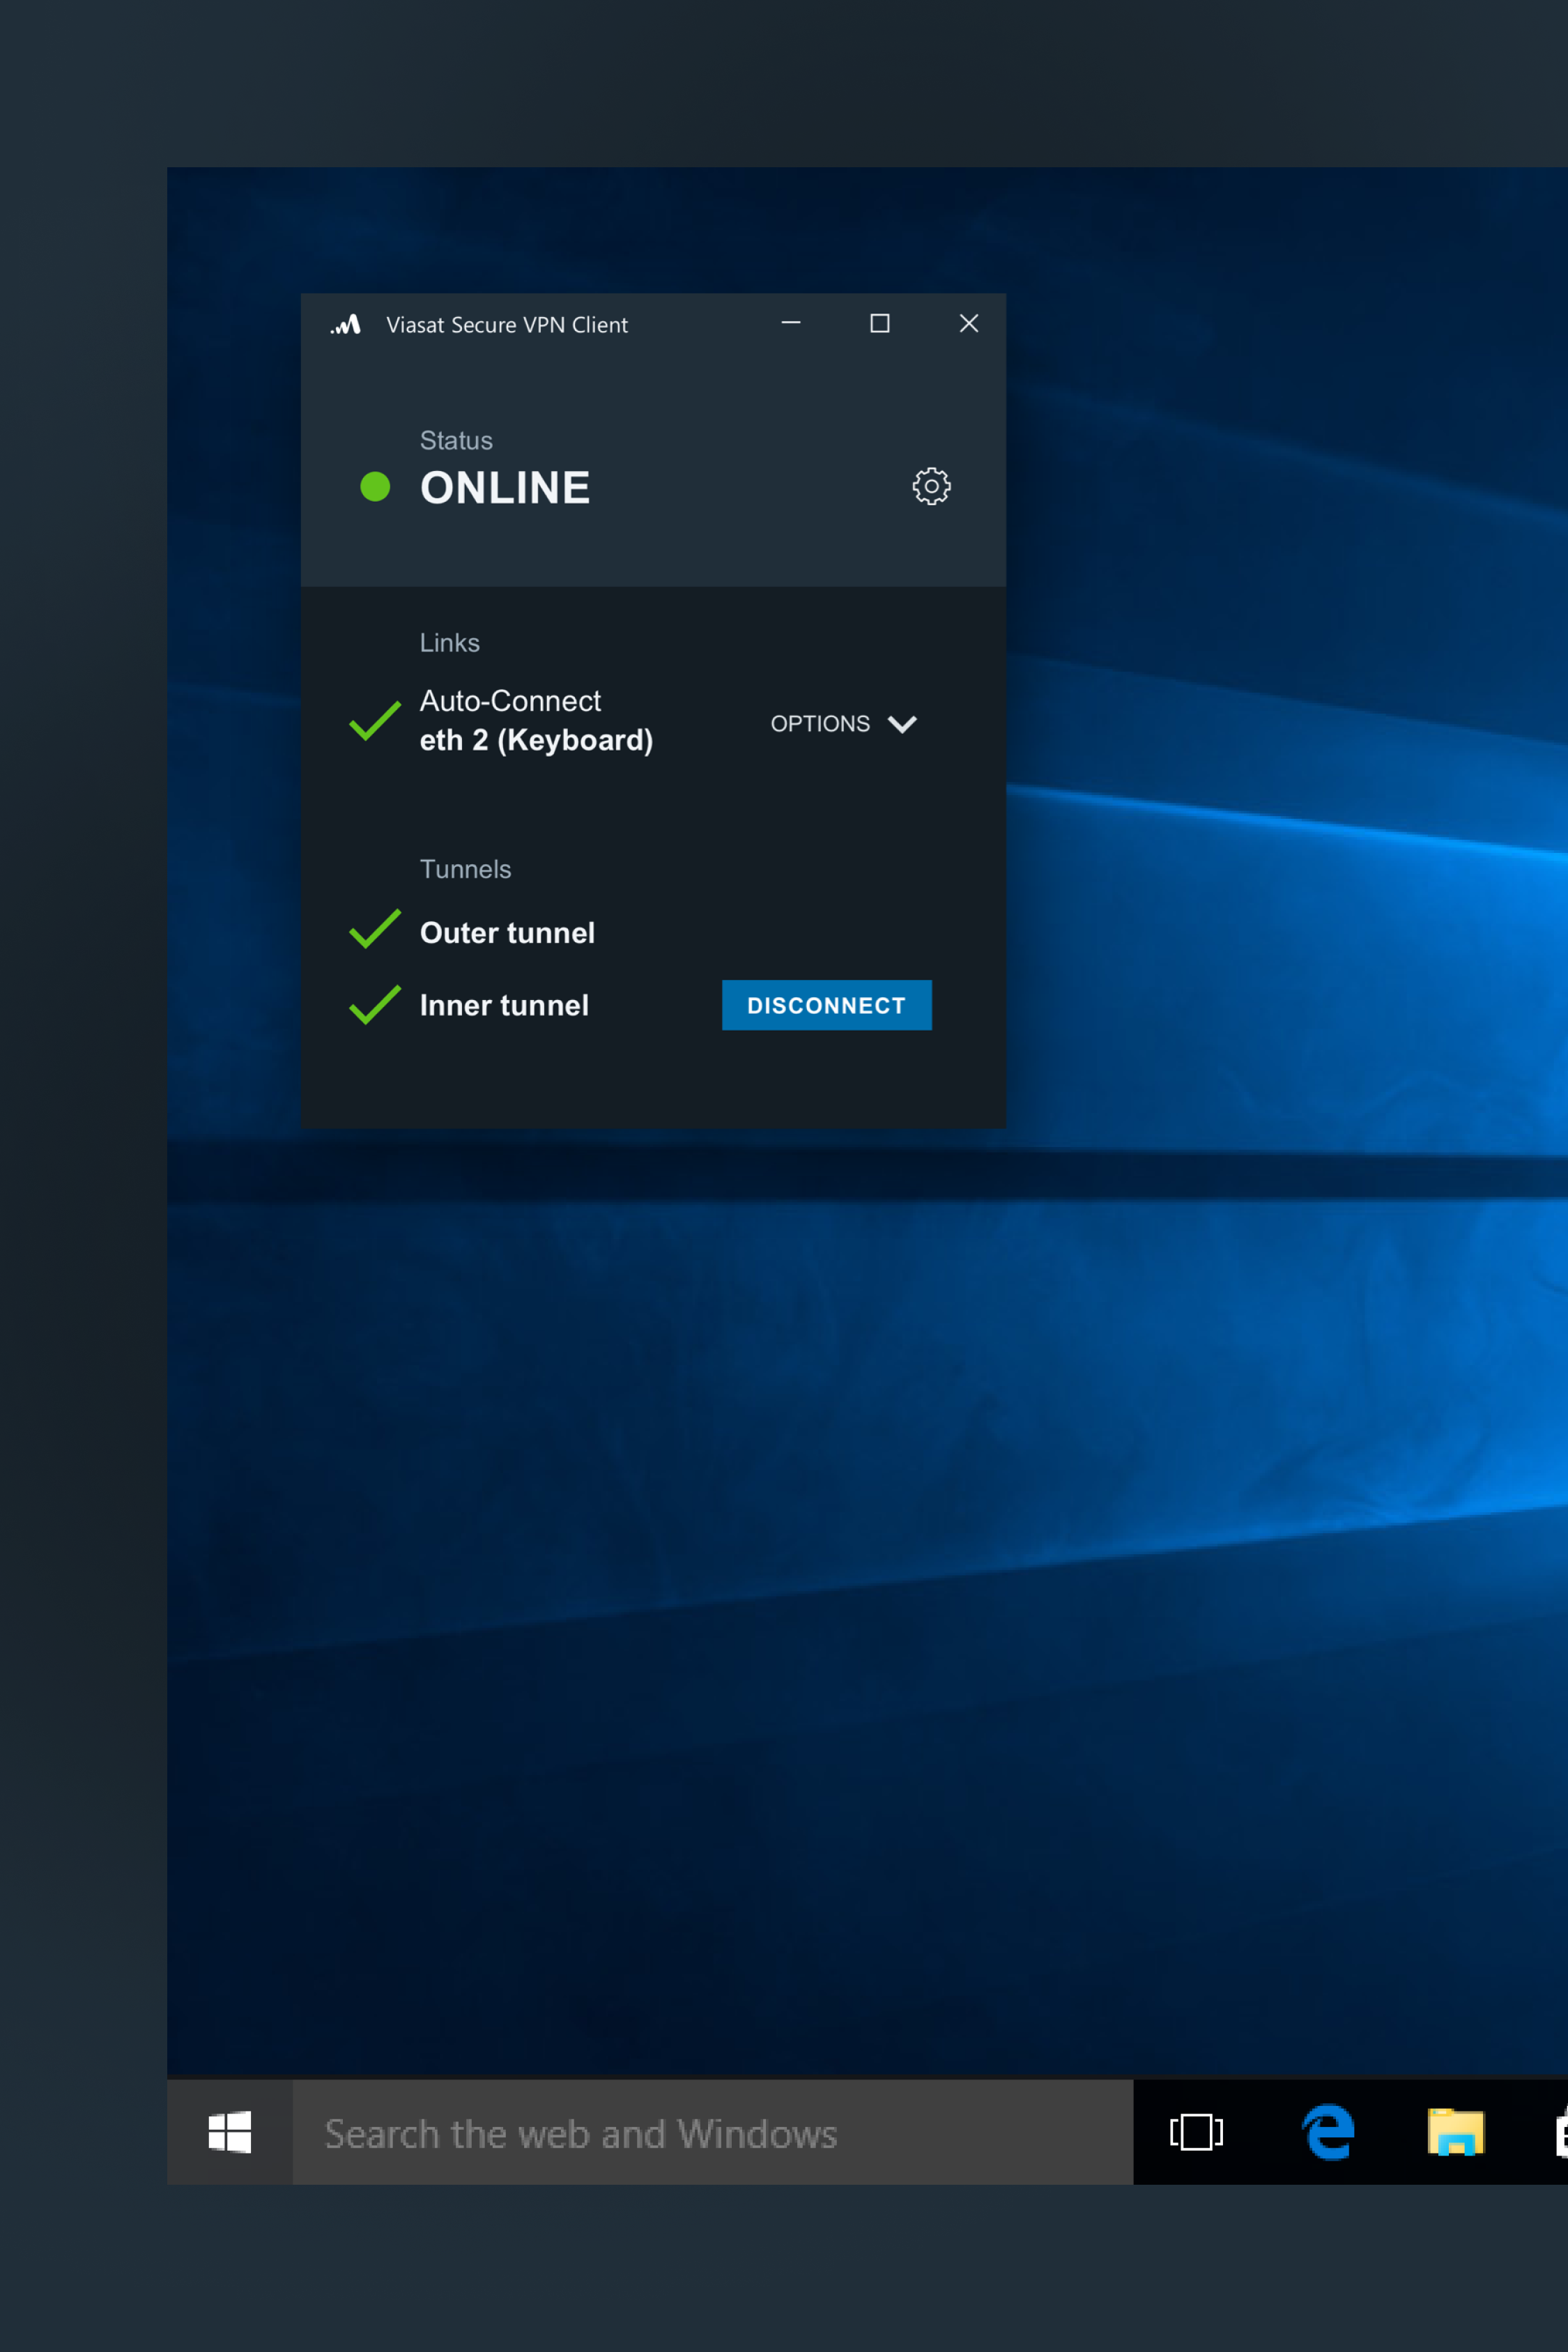 Viasat Secure VPN Client
Status
ONLINE
Links
Auto-Connect
OPTIONS
eth 2 (Keyboard)
Tunnels
Outer tunnel
Inner tunnel
DISCONNECT
Search the web and Windows